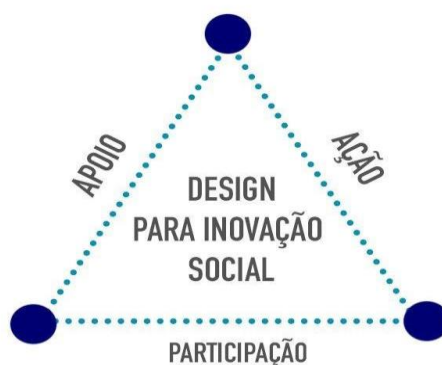 APOIO
AÇÃO
DESIGN
PARA INOVAÇÃO
SOCIAL
PARTICIPAÇÃO